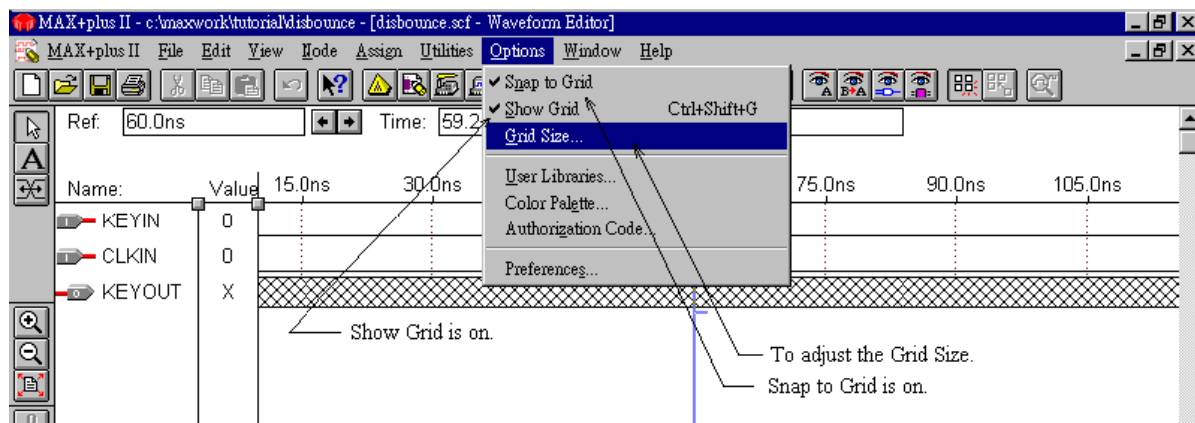 MAX+plus II - c:\maxwork\tutorial\disbounce - [disbounce.scf - Waveform Editor]
MAX+plus II File Edit View Node Assign Utilities Options Window Help
Snap to Grid
Show Grid Ctrl+Shift+G
Grid Size...
User Libraries...
Color Palette...
Authorization Code...
Preferences...
Ref: 60.0ns Time: 59.2
Name: Value 15.0ns 30.0ns 75.0ns 90.0ns 105.0ns
KEYIN 0
CLKIN 0
KEYOUT X
Show Grid is on.
To adjust the Grid Size.
Snap to Grid is on.